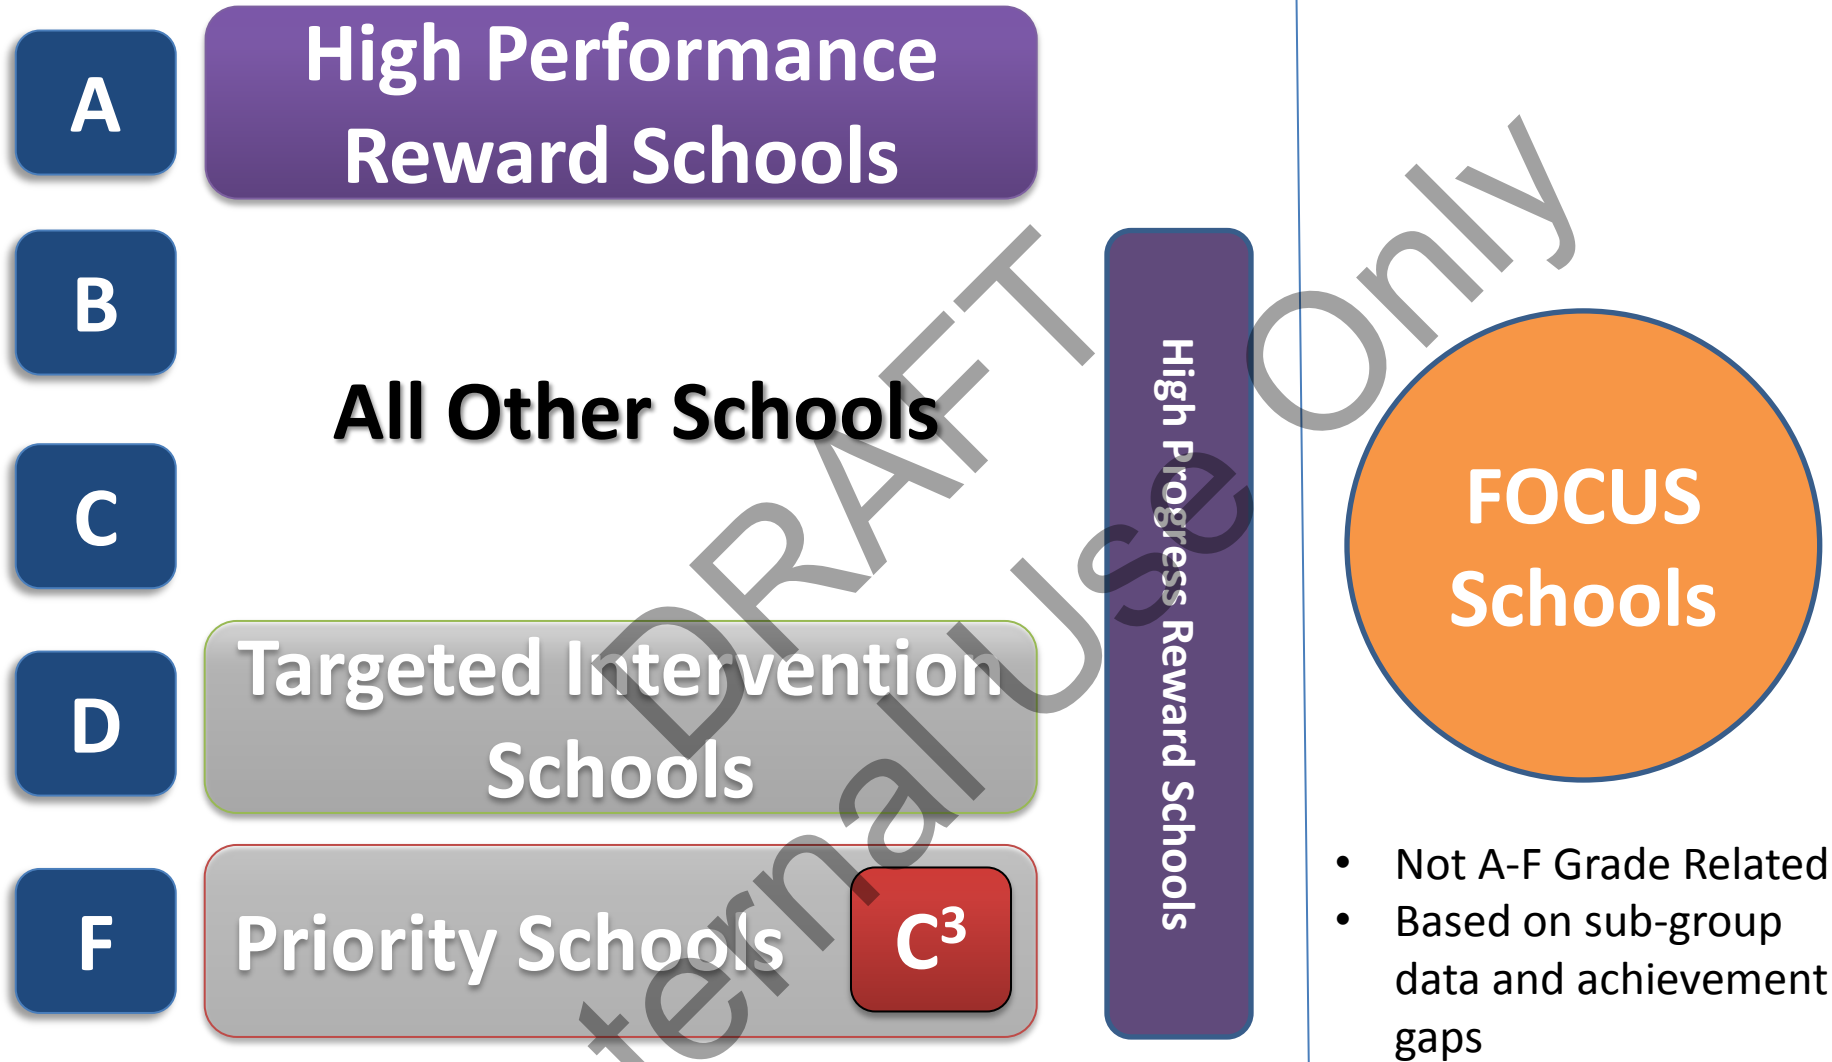 A
High Performance
Reward Schools
B
All Other Schools
C
D
Targeted Intervention
Schools
F
Priority Schools
C³
High Progress Reward Schools
FOCUS
Schools
• Not A-F Grade Related
• Based on sub-group
data and achievement
gaps
DRAFT
ternal Use Only